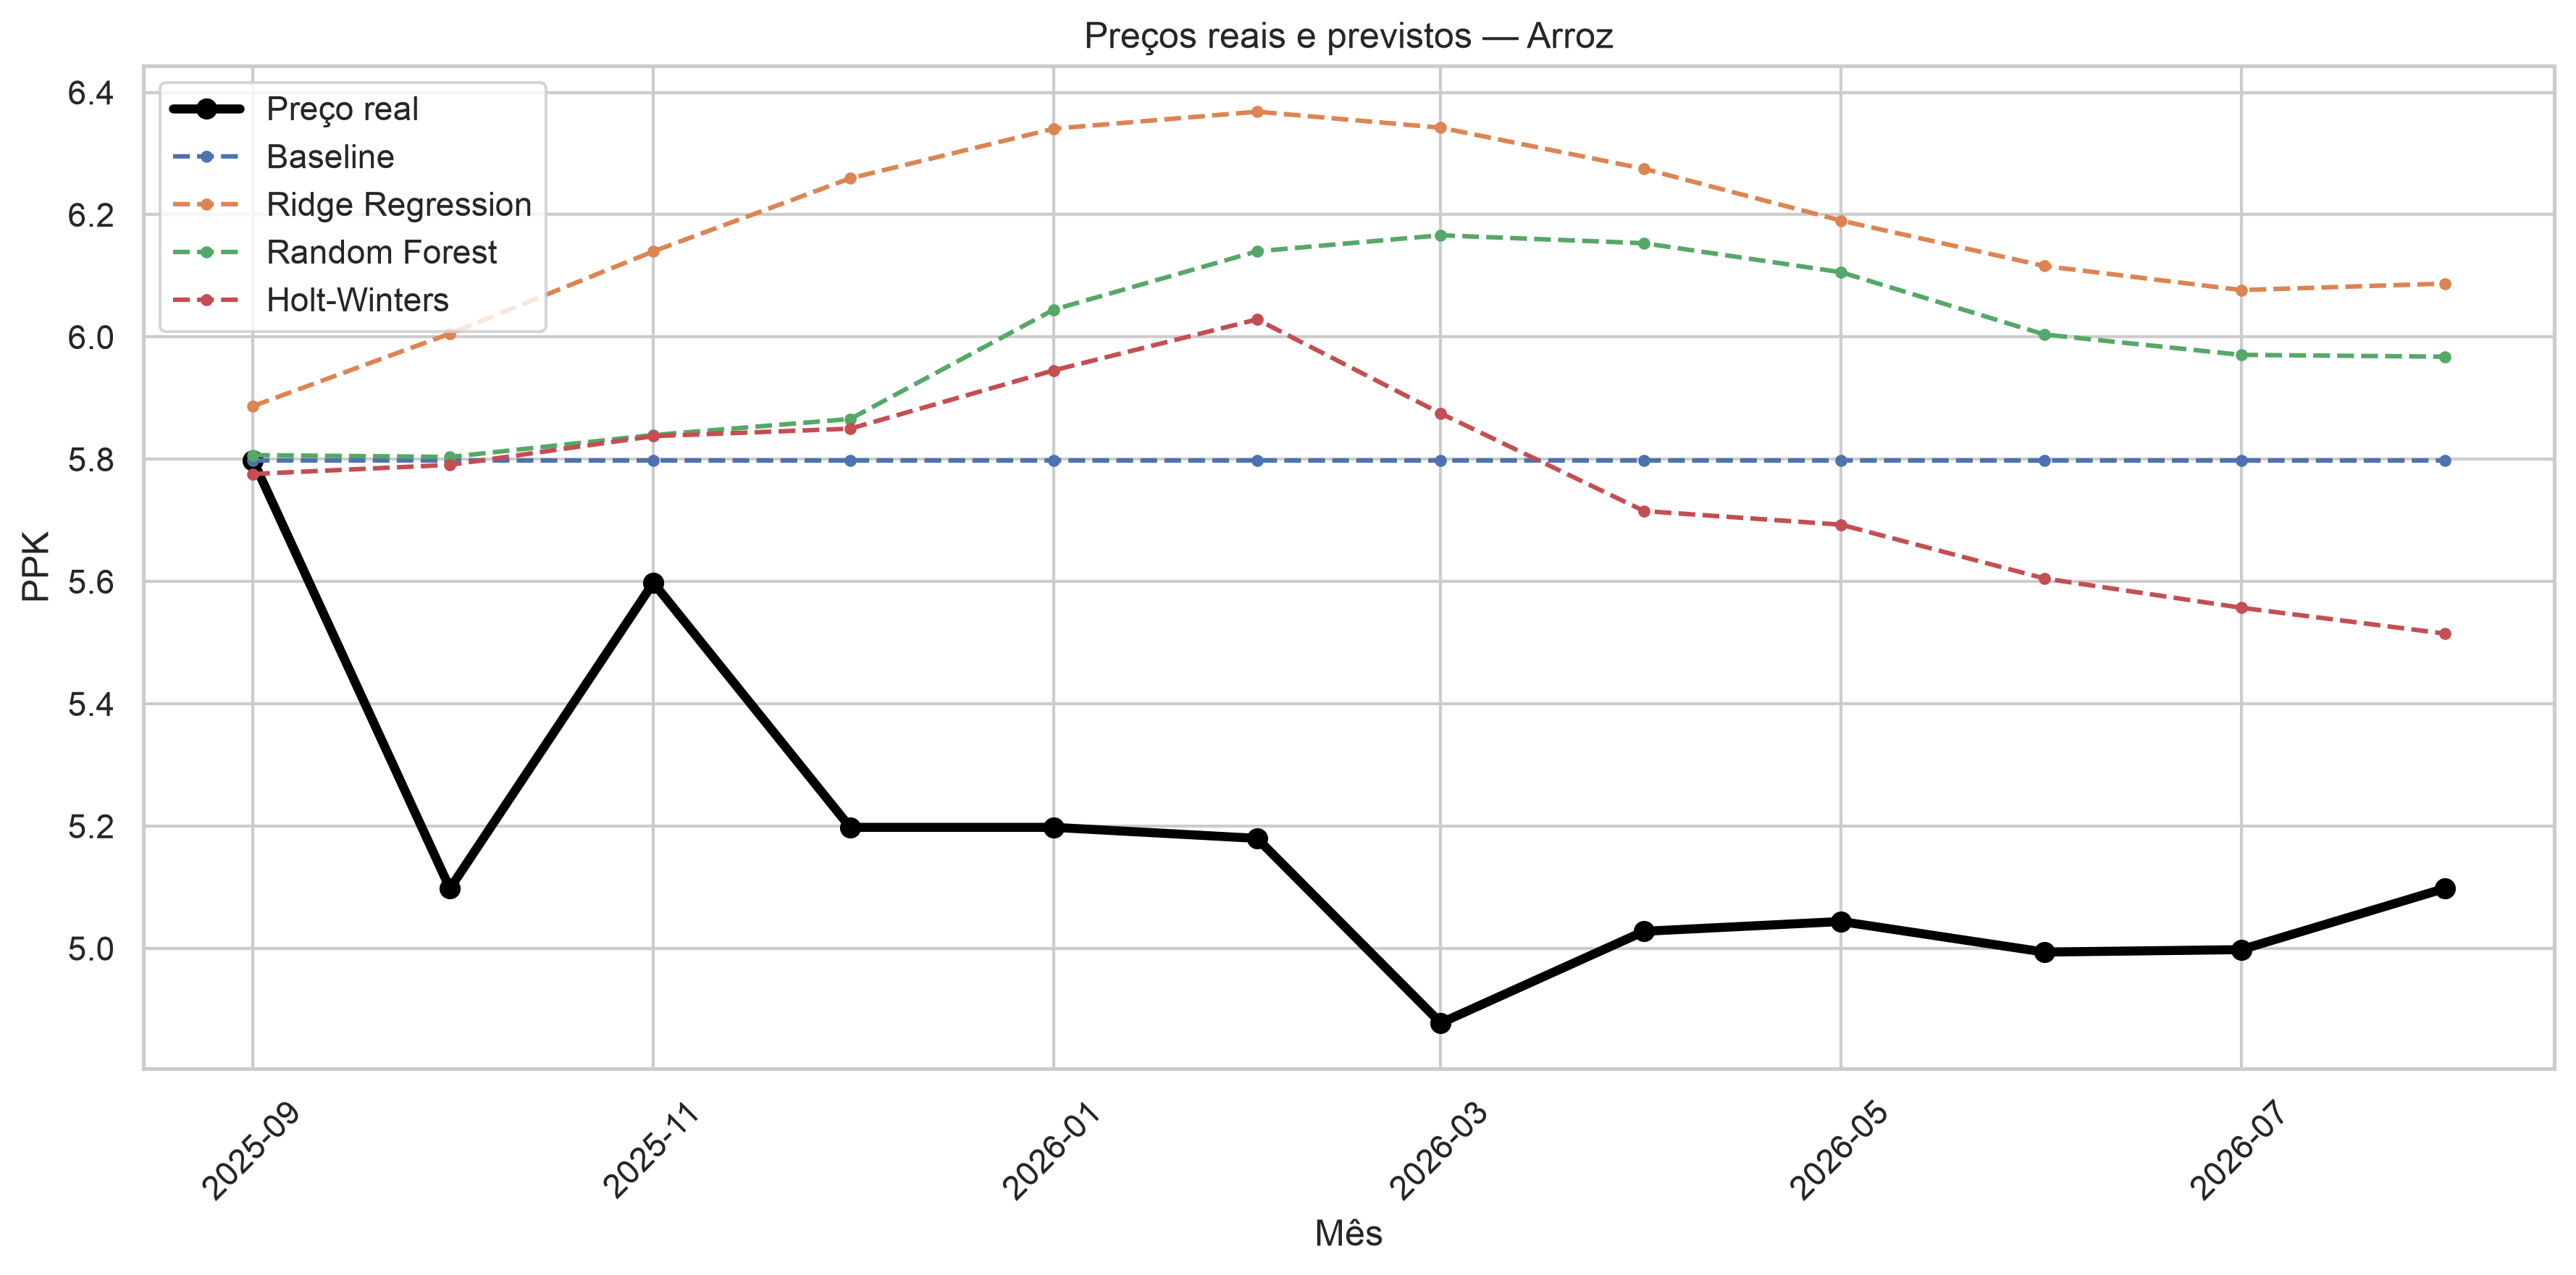 Preços reais e previstos — Arroz
Preço real
Baseline
Ridge Regression
Random Forest
Holt-Winters
PPK
6.4
6.2
6.0
5.8
5.6
5.4
5.2
5.0
2025-09
2025-11
2026-01
2026-03
2026-05
2026-07
Mês